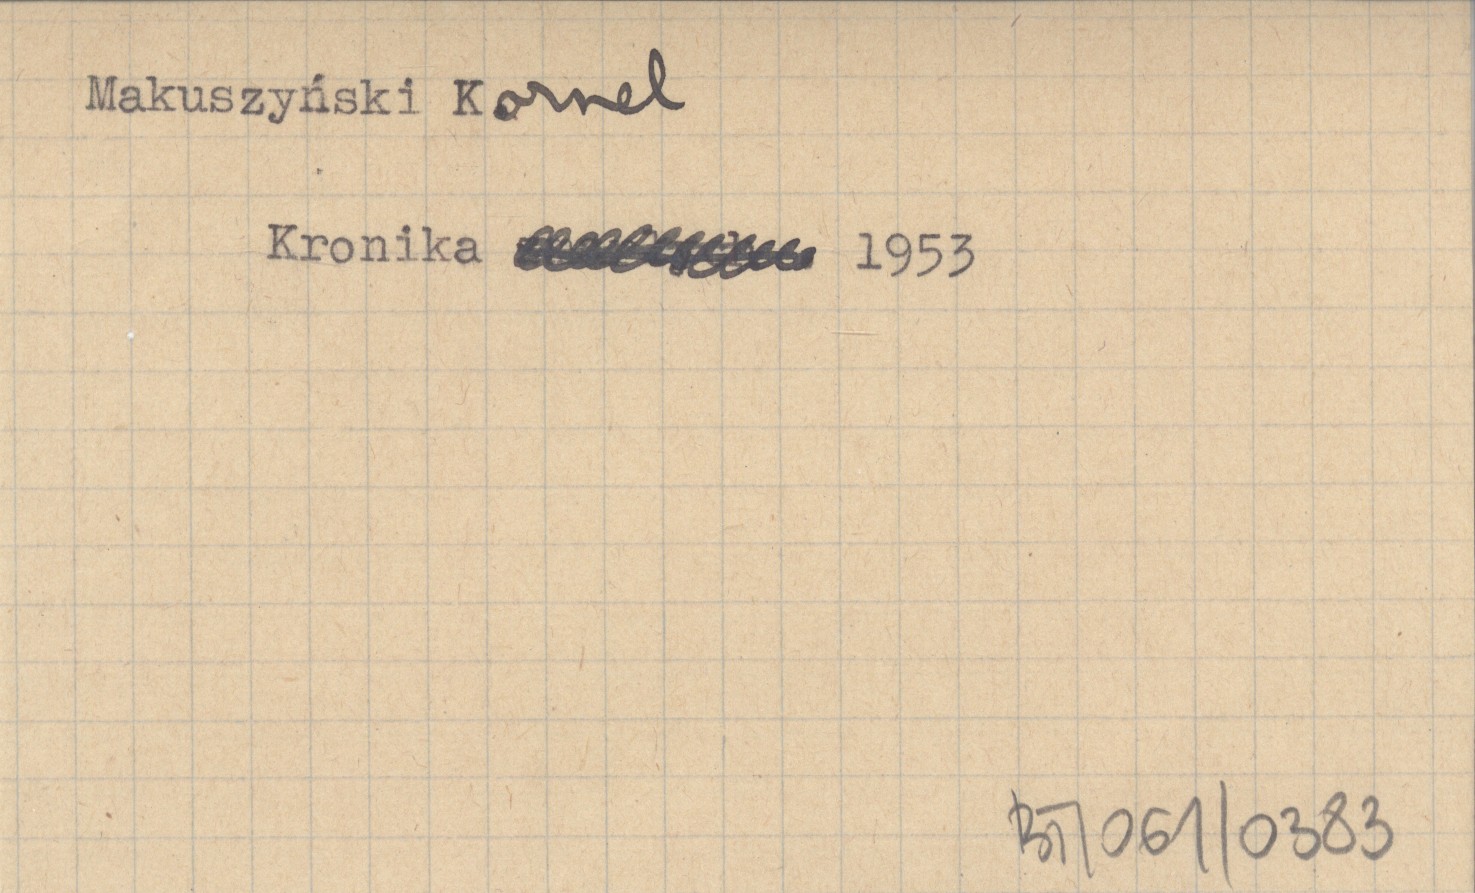 Makuszyński Kornel
Kronika 1953
BT/061/0383